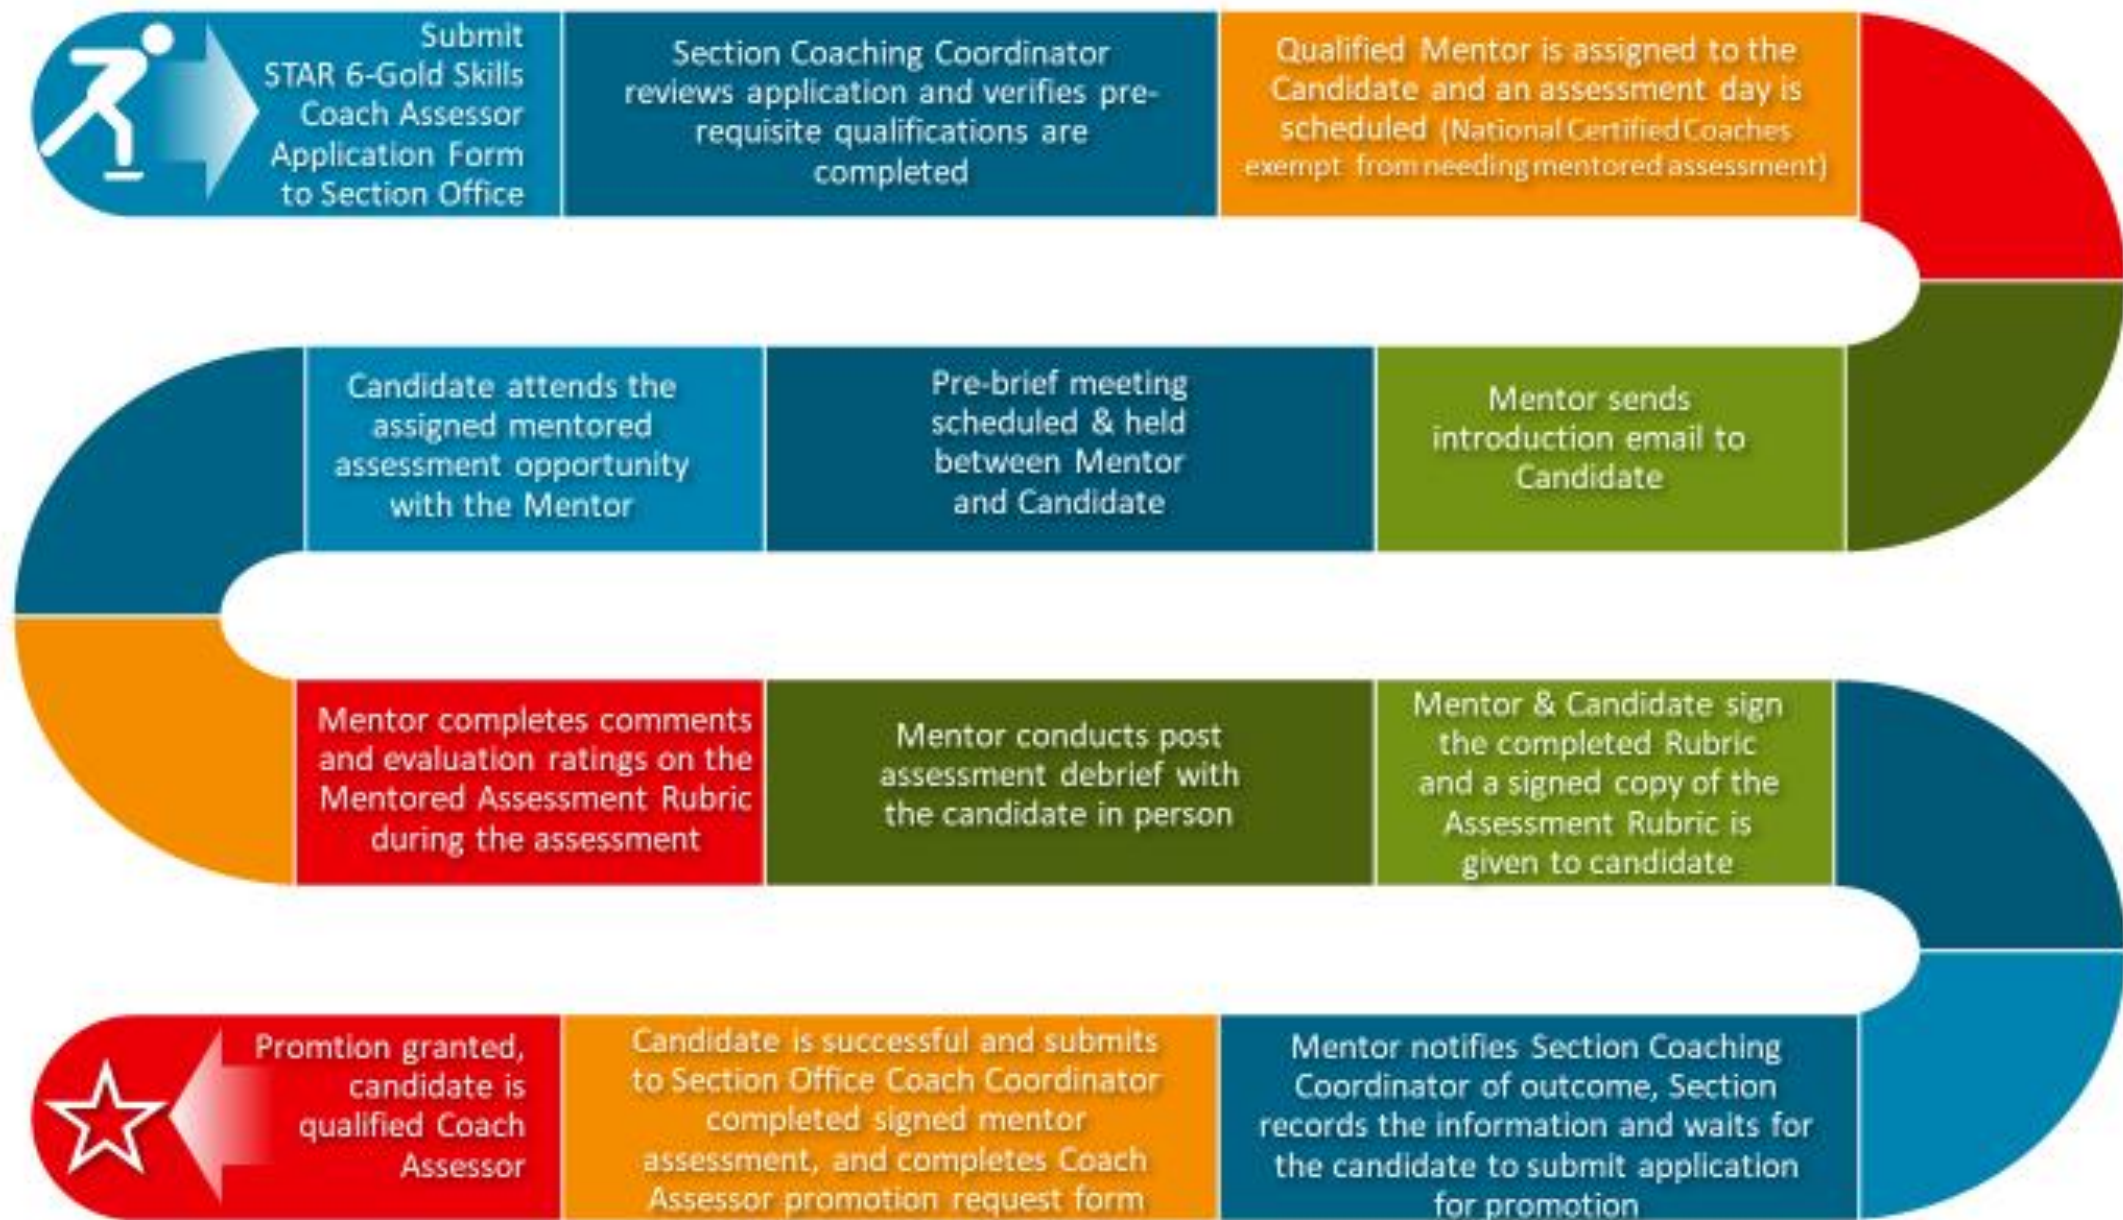 Submit
STAR 6-Gold Skills
Coach Assessor
Application Form
to Section Office
Section Coaching Coordinator
reviews application and verifies pre-
requisite qualifications are
completed
Qualified Mentor is assigned to the
Candidate and an assessment day is
scheduled (National Certified Coaches
exempt from needing mentored assessment)
Mentor sends
introduction email to
Candidate
Pre-brief meeting
scheduled & held
between Mentor
and Candidate
Candidate attends the
assigned mentored
assessment opportunity
with the Mentor
Mentor completes comments
and evaluation ratings on the
Mentored Assessment Rubric
during the assessment
Mentor conducts post
assessment debrief with
the candidate in person
Mentor & Candidate sign
the completed Rubric
and a signed copy of the
Assessment Rubric is
given to candidate
Mentor notifies Section Coaching
Coordinator of outcome, Section
records the information and waits for
the candidate to submit application
for promotion
Candidate is successful and submits
to Section Office Coach Coordinator
completed signed mentor
assessment, and completes Coach
Assessor promotion request form
Promtion granted,
candidate is
qualified Coach
Assessor